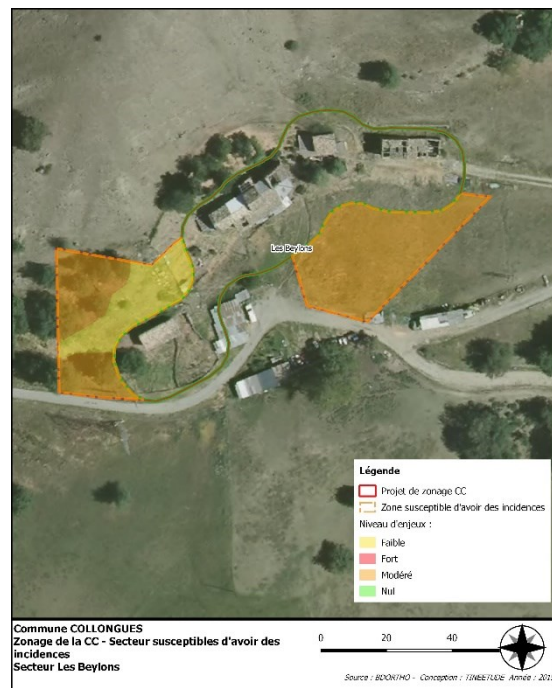 Les Beylons
Légende
Projet de zonage CC
Zone susceptible d'avoir des incidences
Niveau d'enjeux :
Faible
Fort
Modéré
Nul
Commune COLLONGUES
Zonage de la CC - Secteur susceptibles d'avoir des
incidences
Secteur Les Beylons
0 20 40
Source : BDORTHO - Conception : TINEETUDE Année :